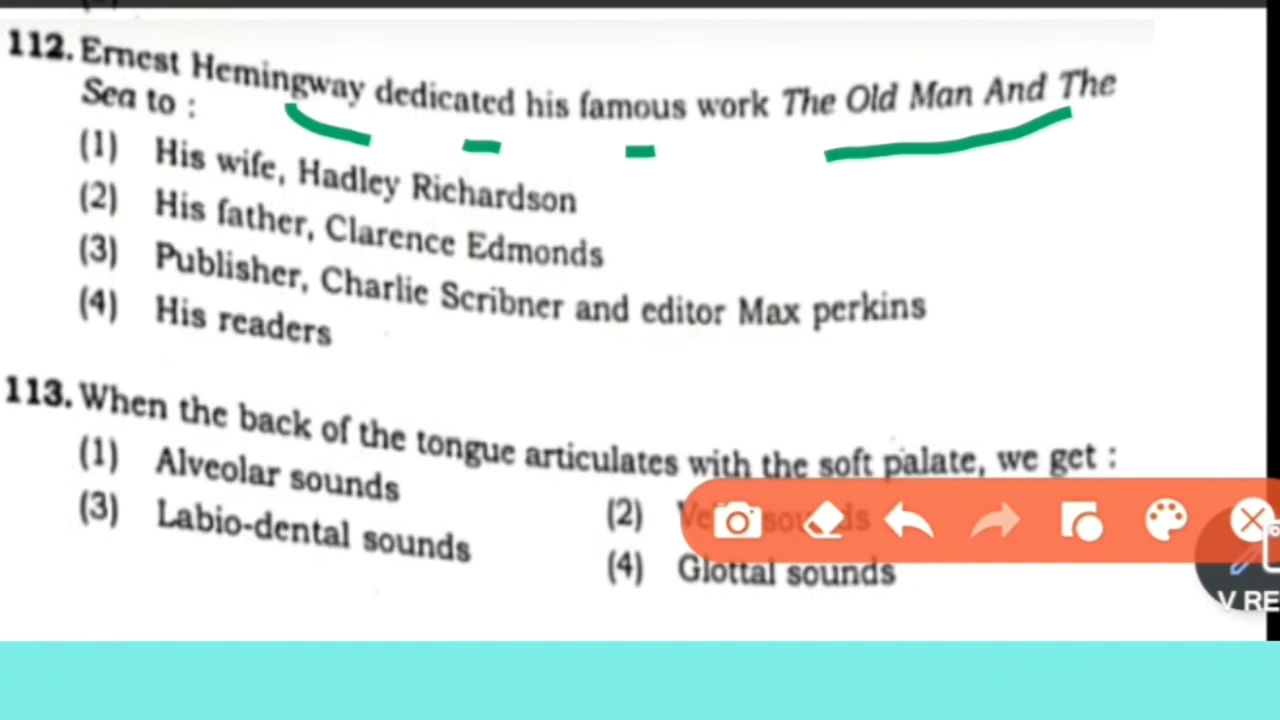 112. Ernest Hemingway dedicated his famous work The Old Man And The
Sea to :
(1) His wife, Hadley Richardson
(2) His father, Clarence Edmonds
(3) Publisher, Charlie Scribner and editor Max perkins
(4) His readers
113. When the back of the tongue articulates with the soft palate, we get :
(1) Alveolar sounds
(2) sounds
(3) Labio-dental sounds
(4) Glottal sounds
V RE